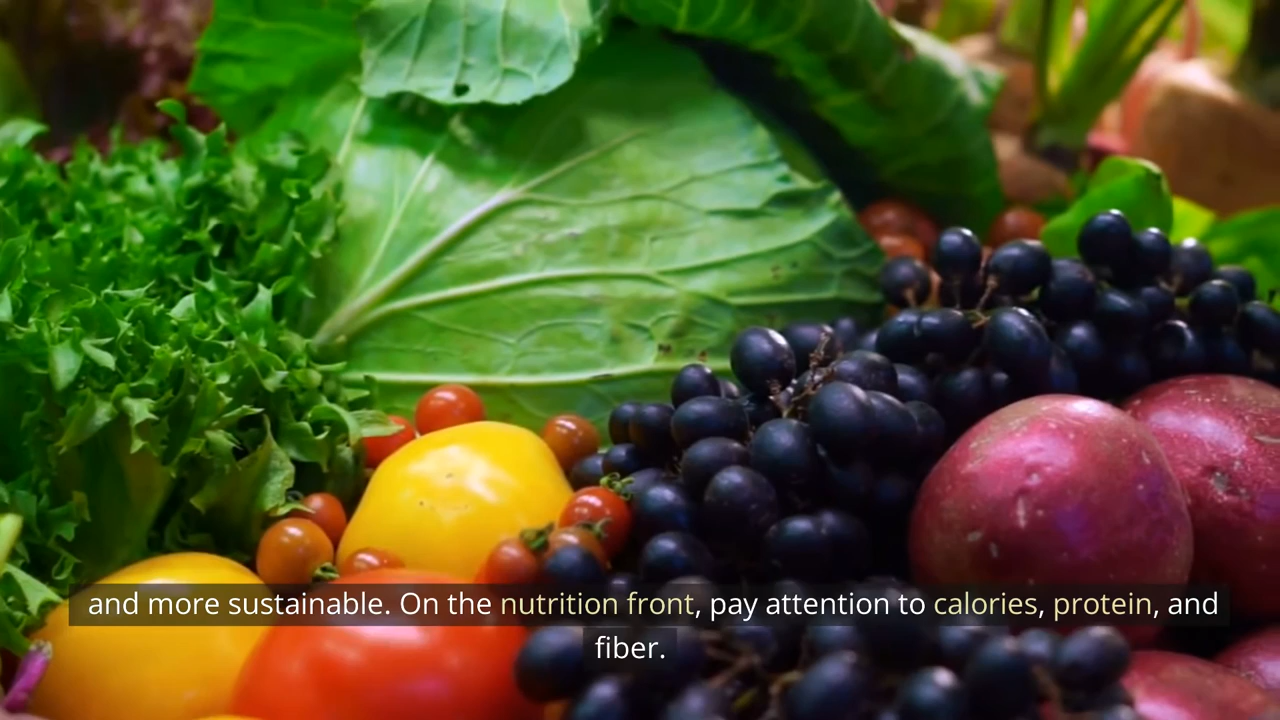 and more sustainable. On the nutrition front, pay attention to calories, protein, and
fiber.